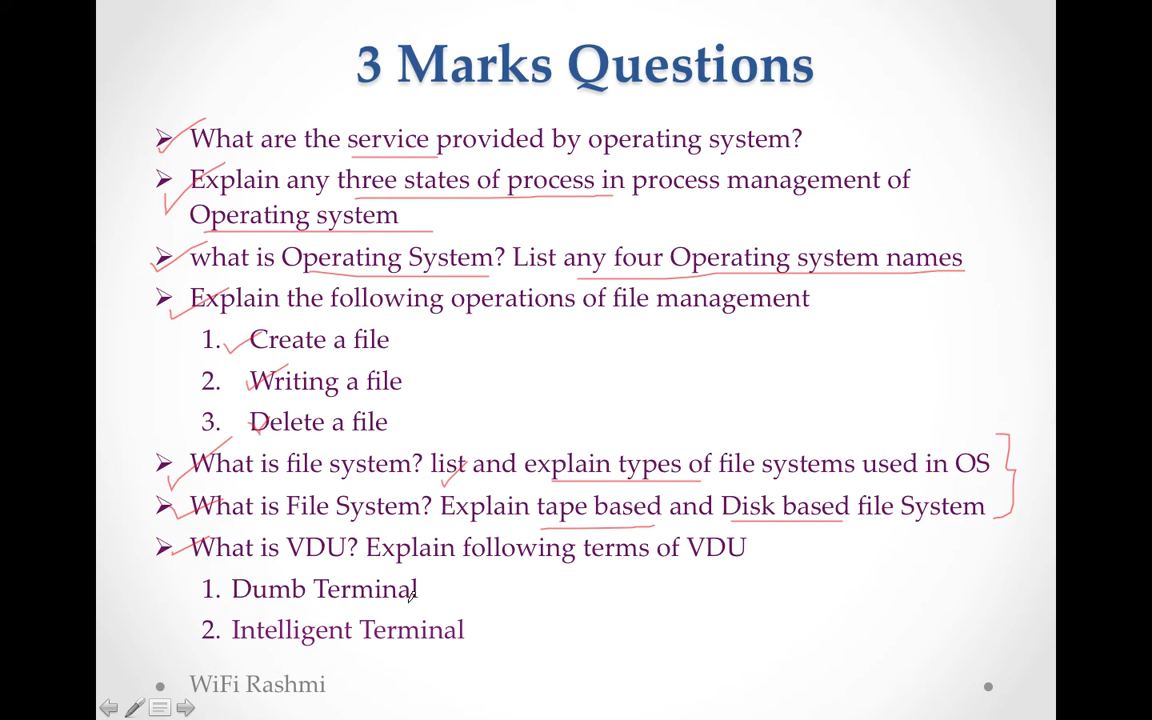 3 Marks Questions
➢ What are the service provided by operating system?
➢ Explain any three states of process in process management of
Operating system
➢ what is Operating System? List any four Operating system names
➢ Explain the following operations of file management
1. Create a file
2. Writing a file
3. Delete a file
➢ What is file system? list and explain types of file systems used in OS
➢ What is File System? Explain tape based and Disk based file System
➢ What is VDU? Explain following terms of VDU
1. Dumb Terminal
2. Intelligent Terminal
• WiFi Rashmi